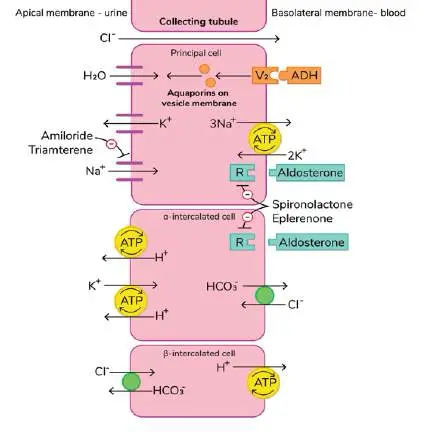 Apical membrane - urine
Collecting tubule
Basolateral membrane- blood
Cl⁻
Principal cell
H₂O
V₂
ADH
Aquaporins on
vesicle membrane
K⁺
3Na⁺
Amiloride
Triamterene
ATP
2K⁺
Na⁺
R
Aldosterone
Spironolactone
Eplerenone
α-intercalated cell
R
Aldosterone
ATP
H⁺
K⁺
HCO₃⁻
ATP
Cl⁻
H⁺
β-intercalated cell
Cl⁻
H⁺
ATP
HCO₃⁻